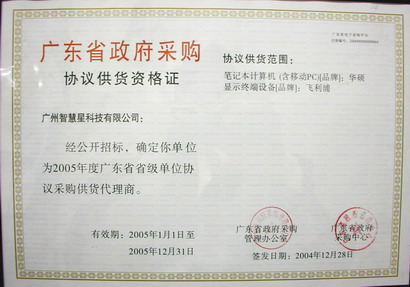 广东省政府采购
协议供货资格证
广州智慧星科技有限公司：
经公开招标，确定你单位
为2005年度广东省省级单位协
议采购供货代理商。
有效期：2005年1月1日至
2005年12月31日
协议供货范围：
笔记本计算机（含移动PC)[品牌]：华硕
显示终端设备[品牌]：飞利浦
广东省政府采购
管理办公室
广东省政府
采购中心
签发日期：2004年12月28日